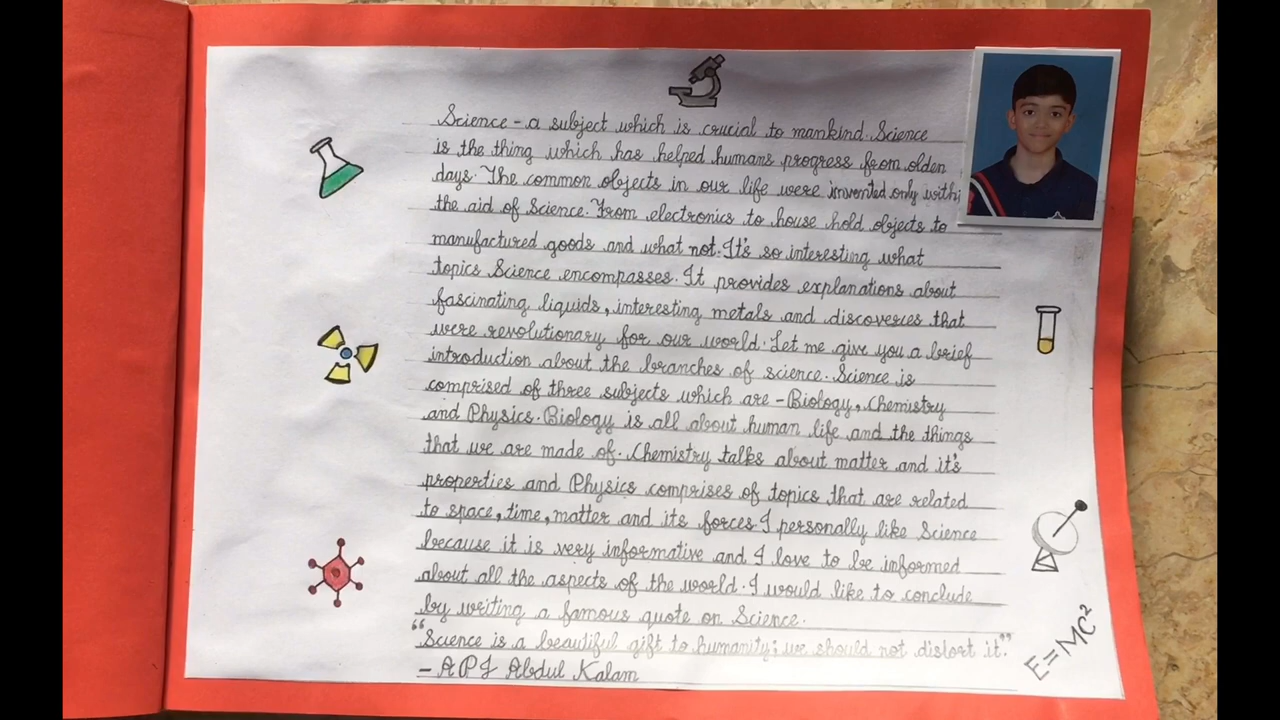 Science - a subject which is crucial to mankind. Science
is the thing which has helped humans progress from olden
days. The common objects in our life were invented only with
the aid of Science. From electronics to house hold objects to
manufactured goods and what not. It's so interesting what
topics Science encompasses. It provides explanations about
fascinating liquids, interesting metals and discoveries that
were revolutionary for our world. Let me give you a brief
introduction about the branches of science. Science is
comprised of three subjects which are - Biology, Chemistry
and Physics. Biology is all about human life and the things
that we are made of. Chemistry talks about matter and it's
properties and Physics comprises of topics that are related
to space, time, matter and its forces. I personally like Science
because it is very informative and I love to be informed
about all the aspects of the world. I would like to conclude
by writing a famous quote on Science.
"Science is a beautiful gift to humanity; we should not distort it."
- A P J Abdul Kalam
E=MC²